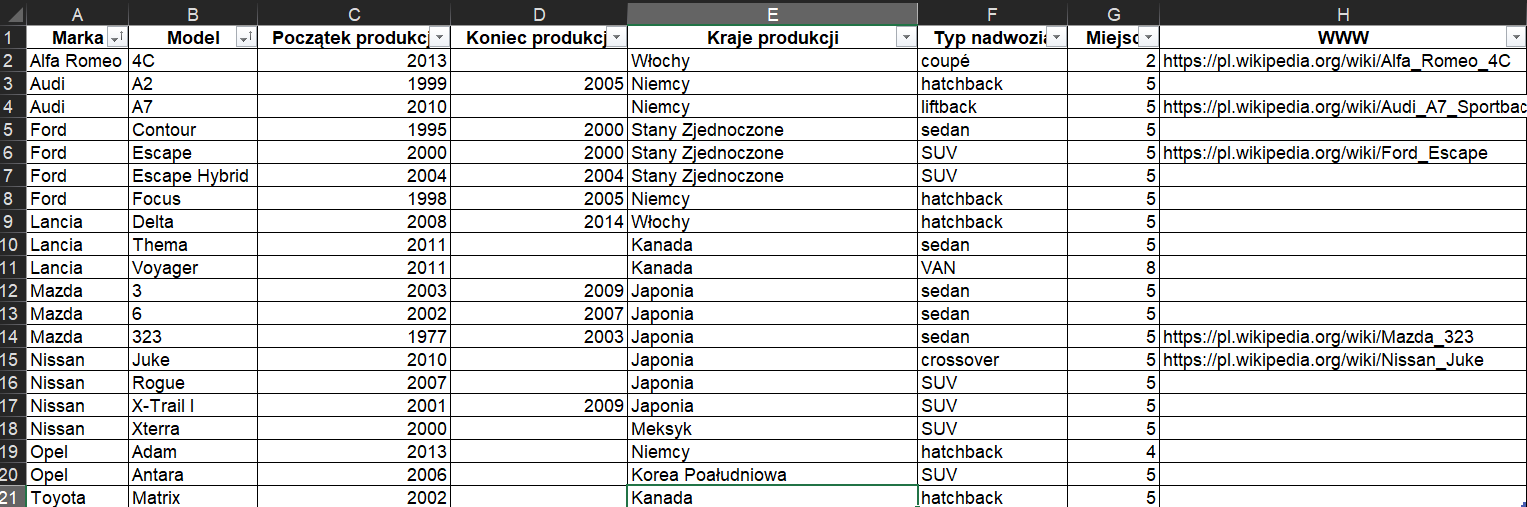 A B C D E F G H
1 Marka Model Początek produkcj Koniec produkcj Kraje produkcji Typ nadwozia Miejsc WWW
2 Alfa Romeo 4C 2013 Włochy coupé 2 https://pl.wikipedia.org/wiki/Alfa_Romeo_4C
3 Audi A2 1999 2005 Niemcy hatchback 5
4 Audi A7 2010 Niemcy liftback 5 https://pl.wikipedia.org/wiki/Audi_A7_Sportbac
5 Ford Contour 1995 2000 Stany Zjednoczone sedan 5
6 Ford Escape 2000 2000 Stany Zjednoczone SUV 5 https://pl.wikipedia.org/wiki/Ford_Escape
7 Ford Escape Hybrid 2004 2004 Stany Zjednoczone SUV 5
8 Ford Focus 1998 2005 Niemcy hatchback 5
9 Lancia Delta 2008 2014 Włochy hatchback 5
10 Lancia Thema 2011 Kanada sedan 5
11 Lancia Voyager 2011 Kanada VAN 8
12 Mazda 3 2003 2009 Japonia sedan 5
13 Mazda 6 2002 2007 Japonia sedan 5
14 Mazda 323 1977 2003 Japonia sedan 5 https://pl.wikipedia.org/wiki/Mazda_323
15 Nissan Juke 2010 Japonia crossover 5 https://pl.wikipedia.org/wiki/Nissan_Juke
16 Nissan Rogue 2007 Japonia SUV 5
17 Nissan X-Trail I 2001 2009 Japonia SUV 5
18 Nissan Xterra 2000 Meksyk SUV 5
19 Opel Adam 2013 Niemcy hatchback 4
20 Opel Antara 2006 Korea Poałudniowa SUV 5
21 Toyota Matrix 2002 Kanada hatchback 5